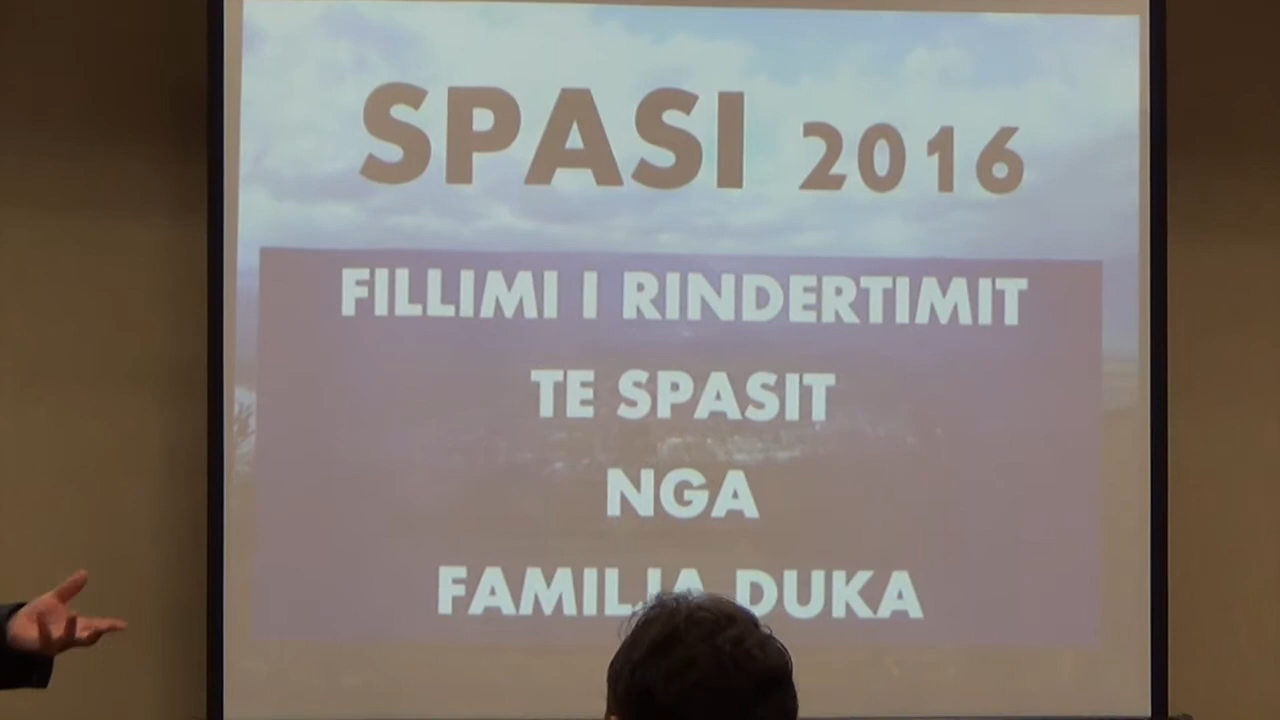 SPASI 2016
FILLIMI I RINDERTIMIT
TE SPASIT
NGA
FAMILJA DUKA